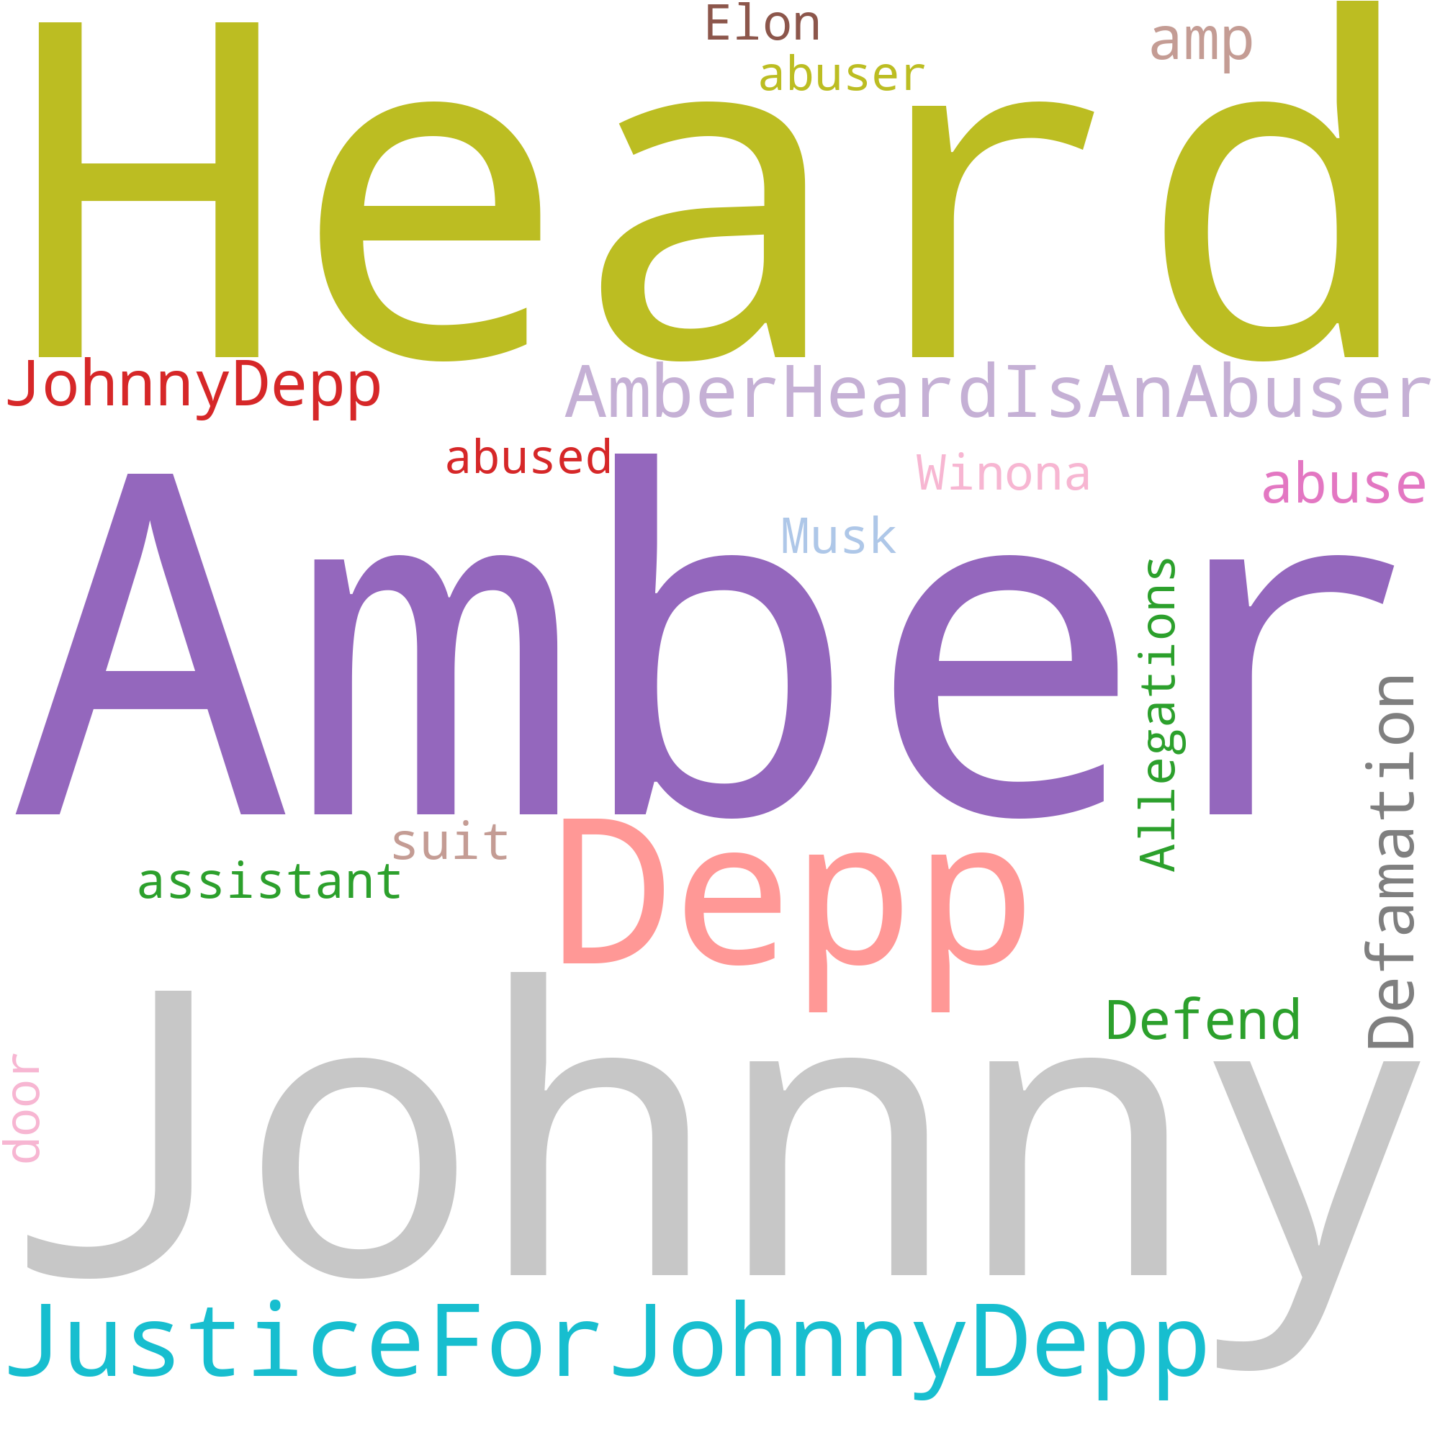 Elon
amp
abuser
Heard
JohnnyDepp
AmberHeardIsAnAbuser
abused
Winona
abuse
Musk
Amber
Allegations
Defamation
suit
Depp
assistant
Defend
Johnny
door
JusticeForJohnnyDepp